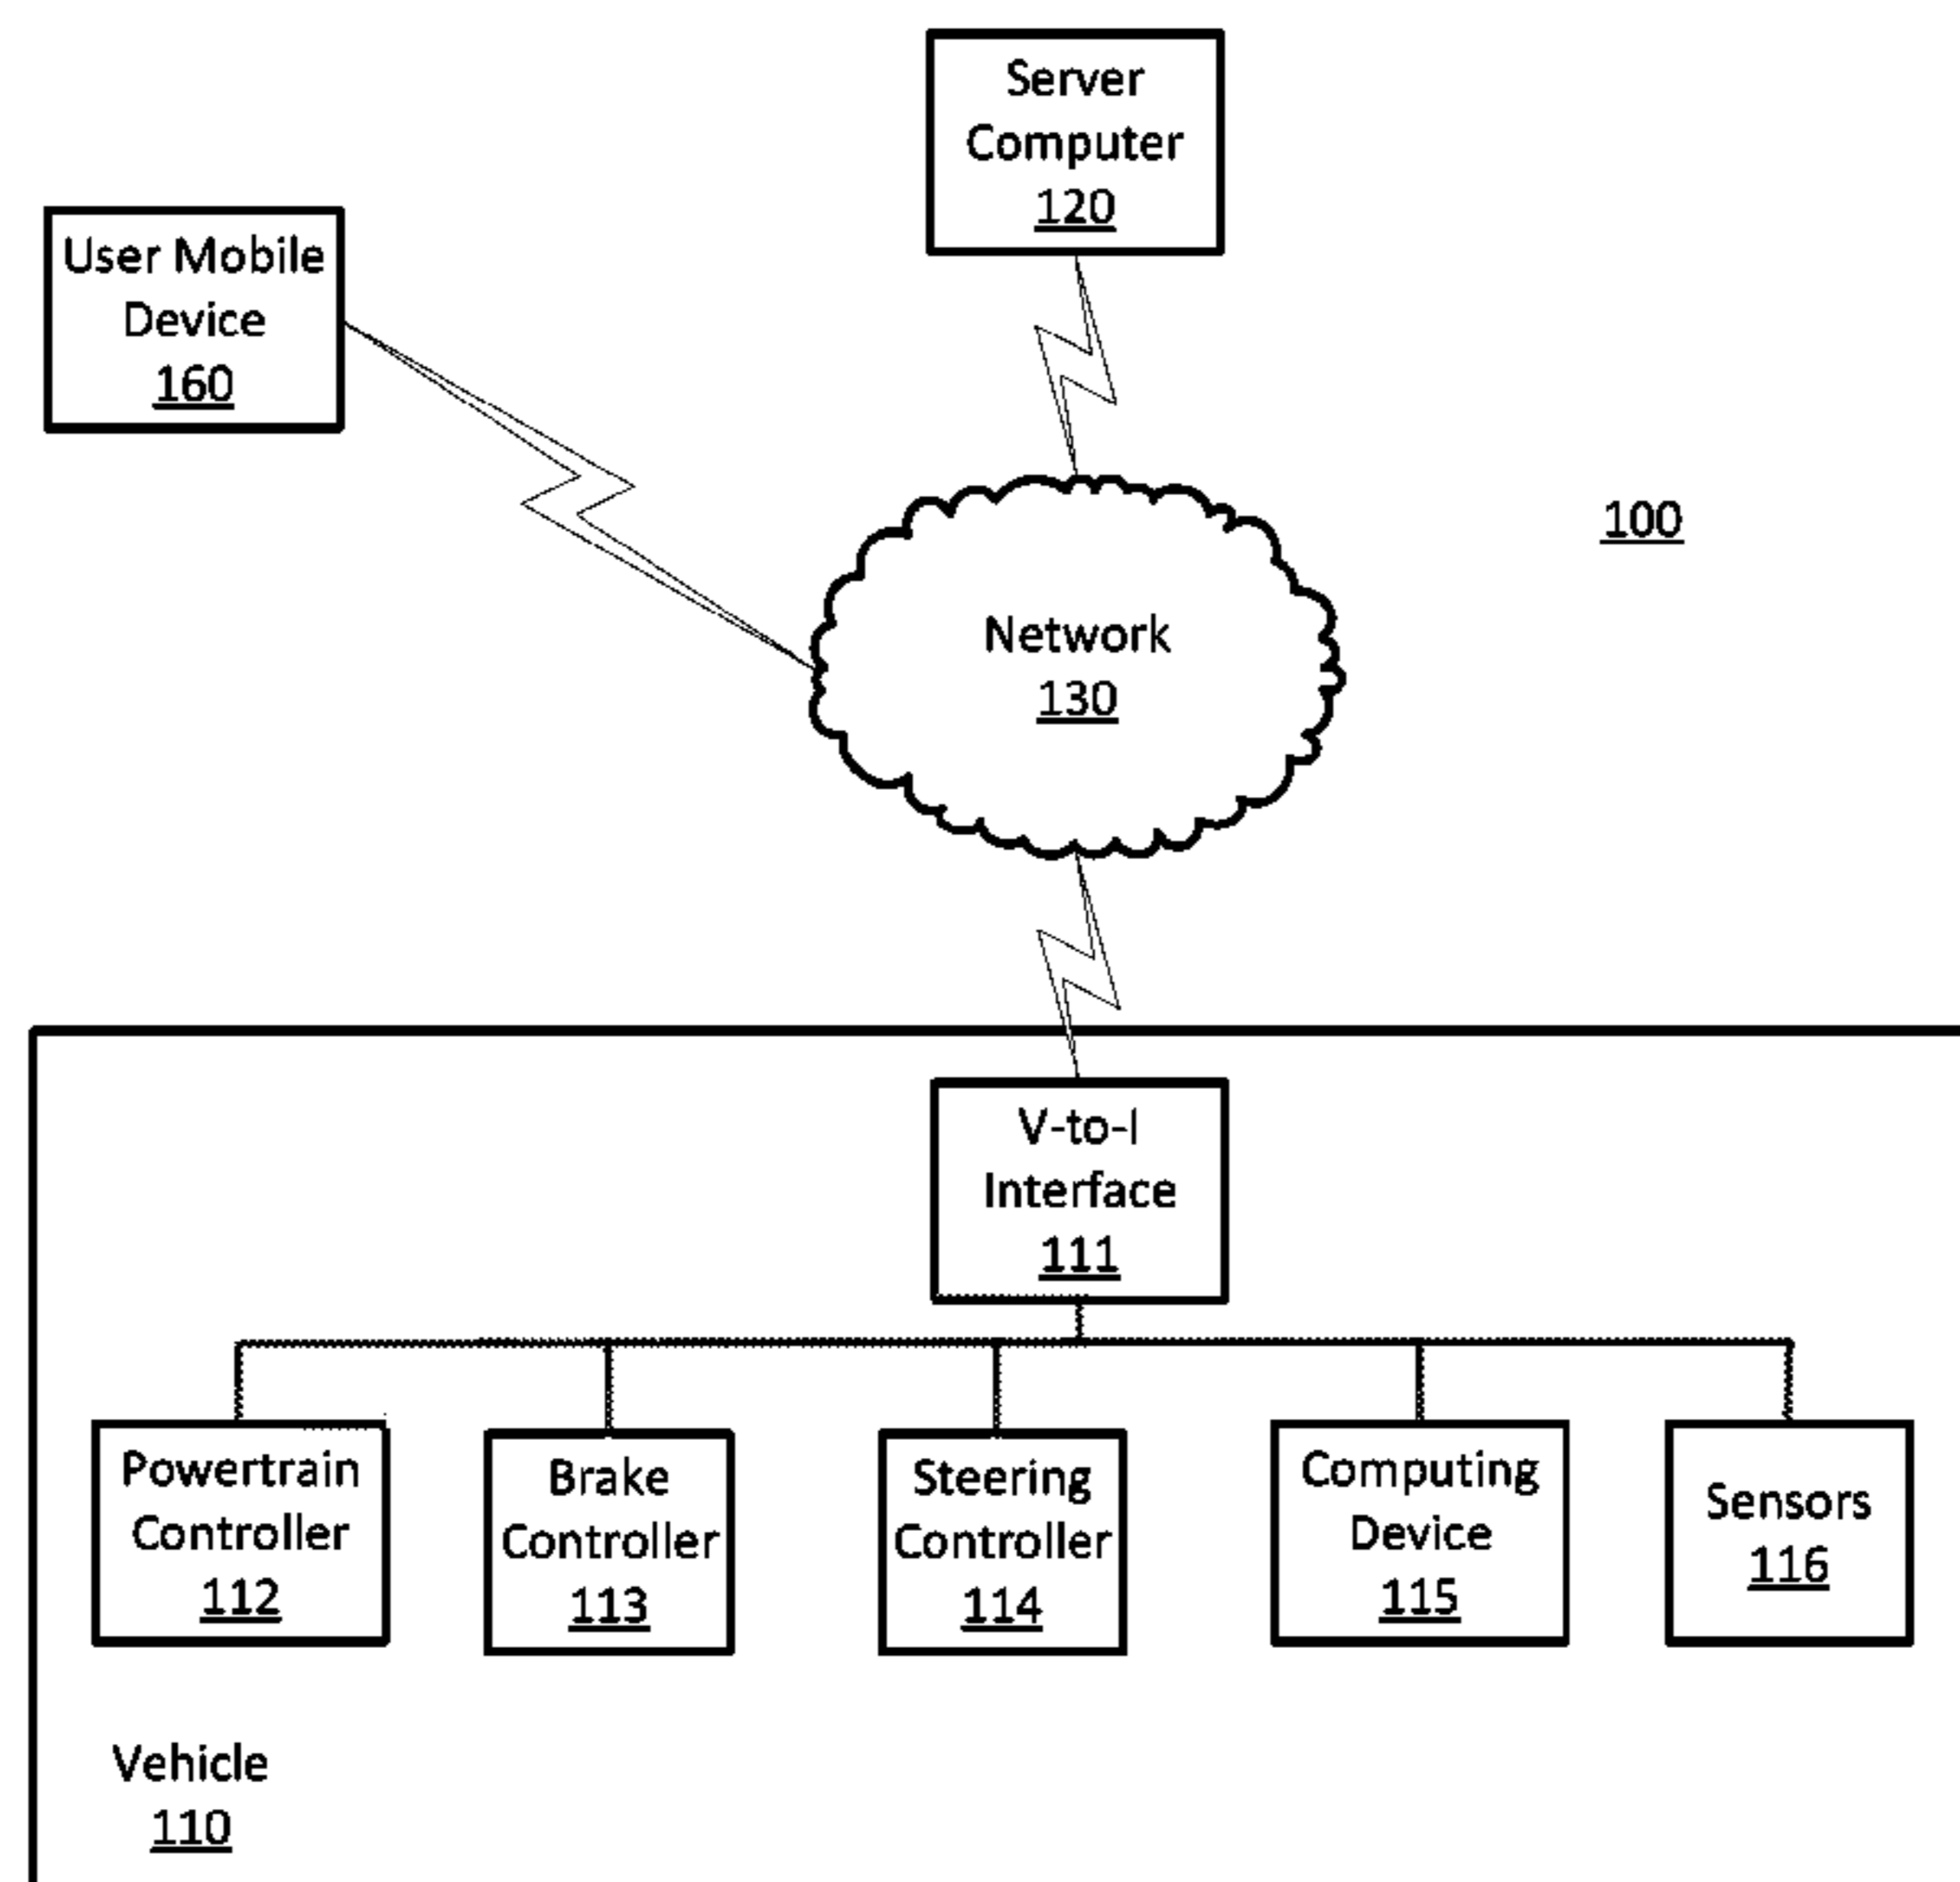 Server
Computer
120
User Mobile
Device
160
100
Network
130
V-to-I
Interface
111
Powertrain
Controller
112
Brake
Controller
113
Steering
Controller
114
Computing
Device
115
Sensors
116
Vehicle
110